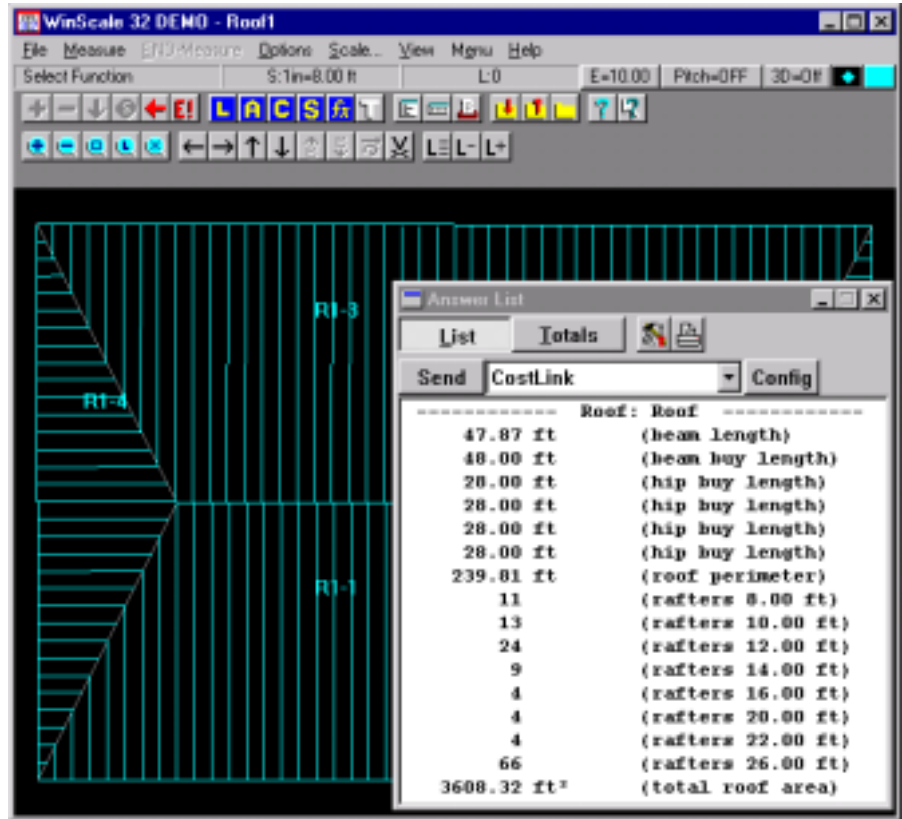 WinScale 32 DEMO - Roof1
File Measure EN3-Measure Options Scale... View Menu Help
Select Function S:1in=8.00 ft L:0 E=10.00 Pitch=OFF 3D=Off
E! L A C S fx
L L- L+
R1-3
R1-4
R1-1
Answer List
List Totals
Send CostLink Config
------------ Roof: Roof ------------
47.87 ft (beam length)
48.00 ft (beam buy length)
28.00 ft (hip buy length)
28.00 ft (hip buy length)
28.00 ft (hip buy length)
28.00 ft (hip buy length)
239.81 ft (roof perimeter)
11 (rafters 8.00 ft)
13 (rafters 10.00 ft)
24 (rafters 12.00 ft)
9 (rafters 14.00 ft)
4 (rafters 16.00 ft)
4 (rafters 20.00 ft)
4 (rafters 22.00 ft)
66 (rafters 26.00 ft)
3608.32 ft² (total roof area)